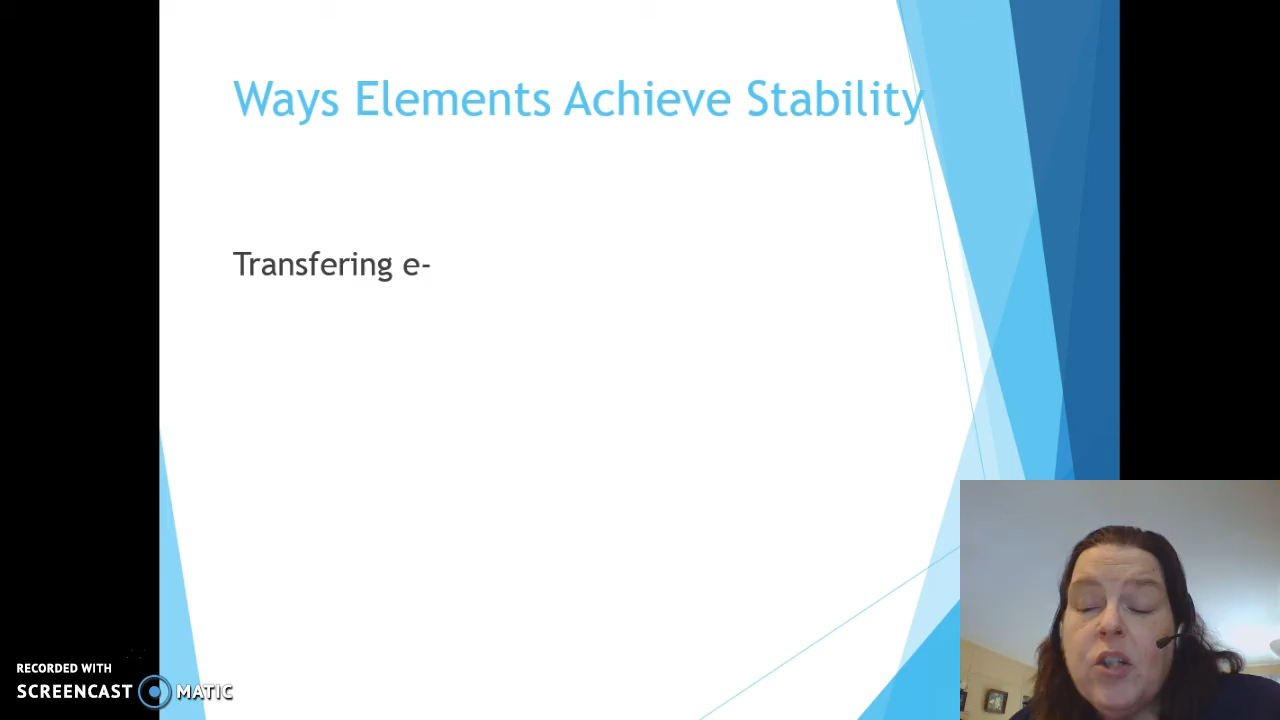 Ways Elements Achieve Stability
Transfering e-
RECORDED WITH
SCREENCAST MATIC